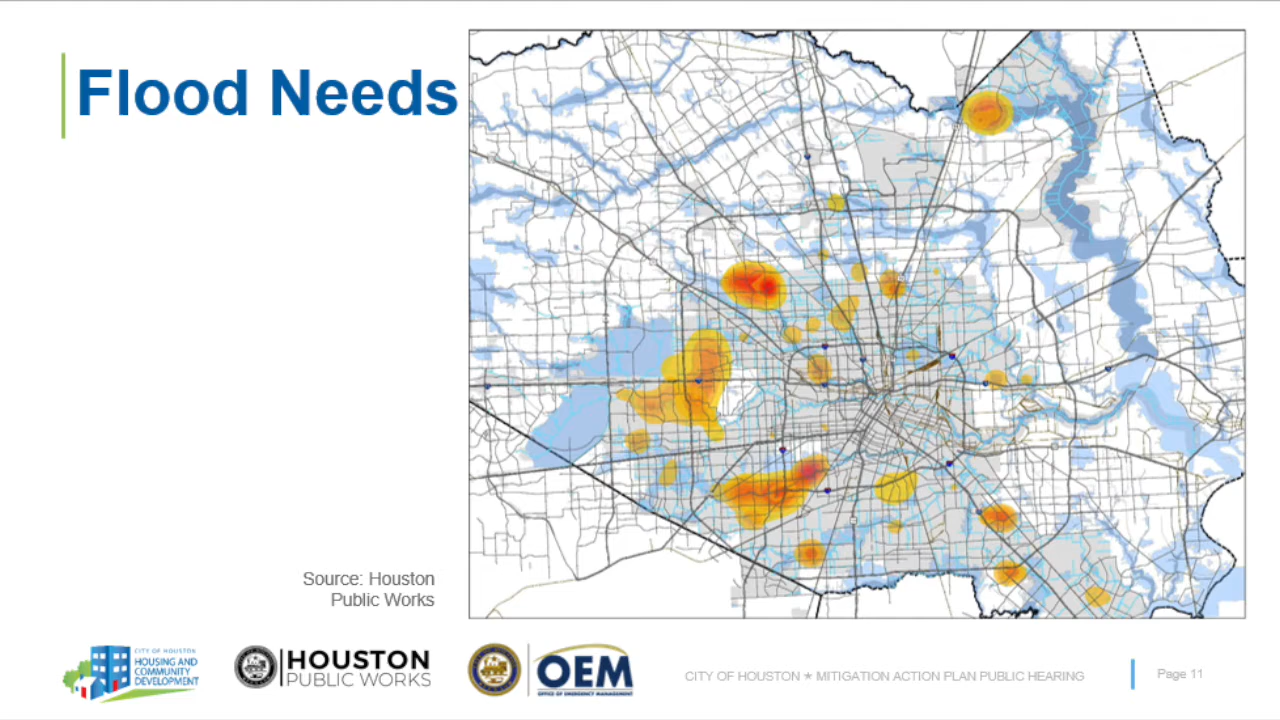 Flood Needs
Source: Houston
Public Works
CITY OF HOUSTON
HOUSING AND
COMMUNITY
DEVELOPMENT
HOUSTON
PUBLIC WORKS
OEM
OFFICE OF EMERGENCY MANAGEMENT
CITY OF HOUSTON ★ MITIGATION ACTION PLAN PUBLIC HEARING
Page 11